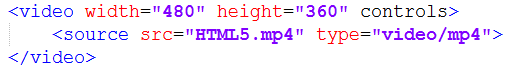 <video width="480" height="360" controls>
    <source src="HTML5.mp4" type="video/mp4">
</video>